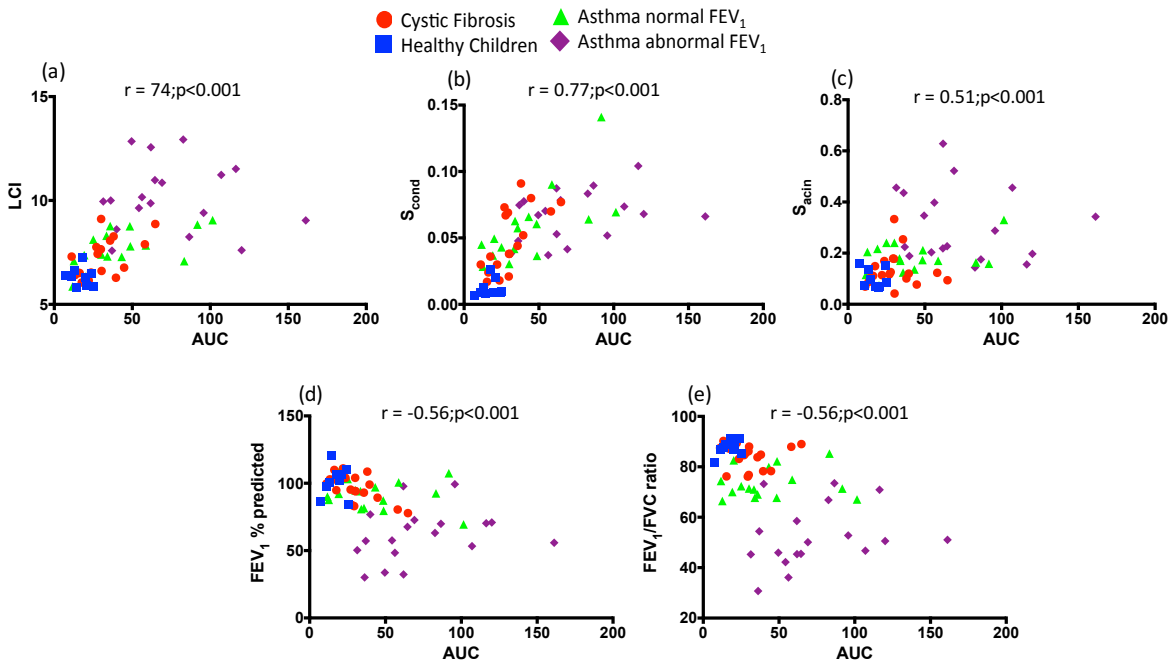 Cystic Fibrosis
Asthma normal FEV1
Healthy Children
Asthma abnormal FEV1
(a)
r = 74;p<0.001
15
10
5
0
50
100
150
200
LCI
AUC
(b)
r = 0.77;p<0.001
0.15
0.10
0.05
0.00
0
50
100
150
200
Scond
AUC
(c)
r = 0.51;p<0.001
0.8
0.6
0.4
0.2
0.0
0
50
100
150
200
Sacin
AUC
(d)
r = -0.56;p<0.001
150
100
50
0
0
50
100
150
200
FEV1 % predicted
AUC
(e)
r = -0.56;p<0.001
100
80
60
40
20
0
50
100
150
200
FEV1/FVC ratio
AUC